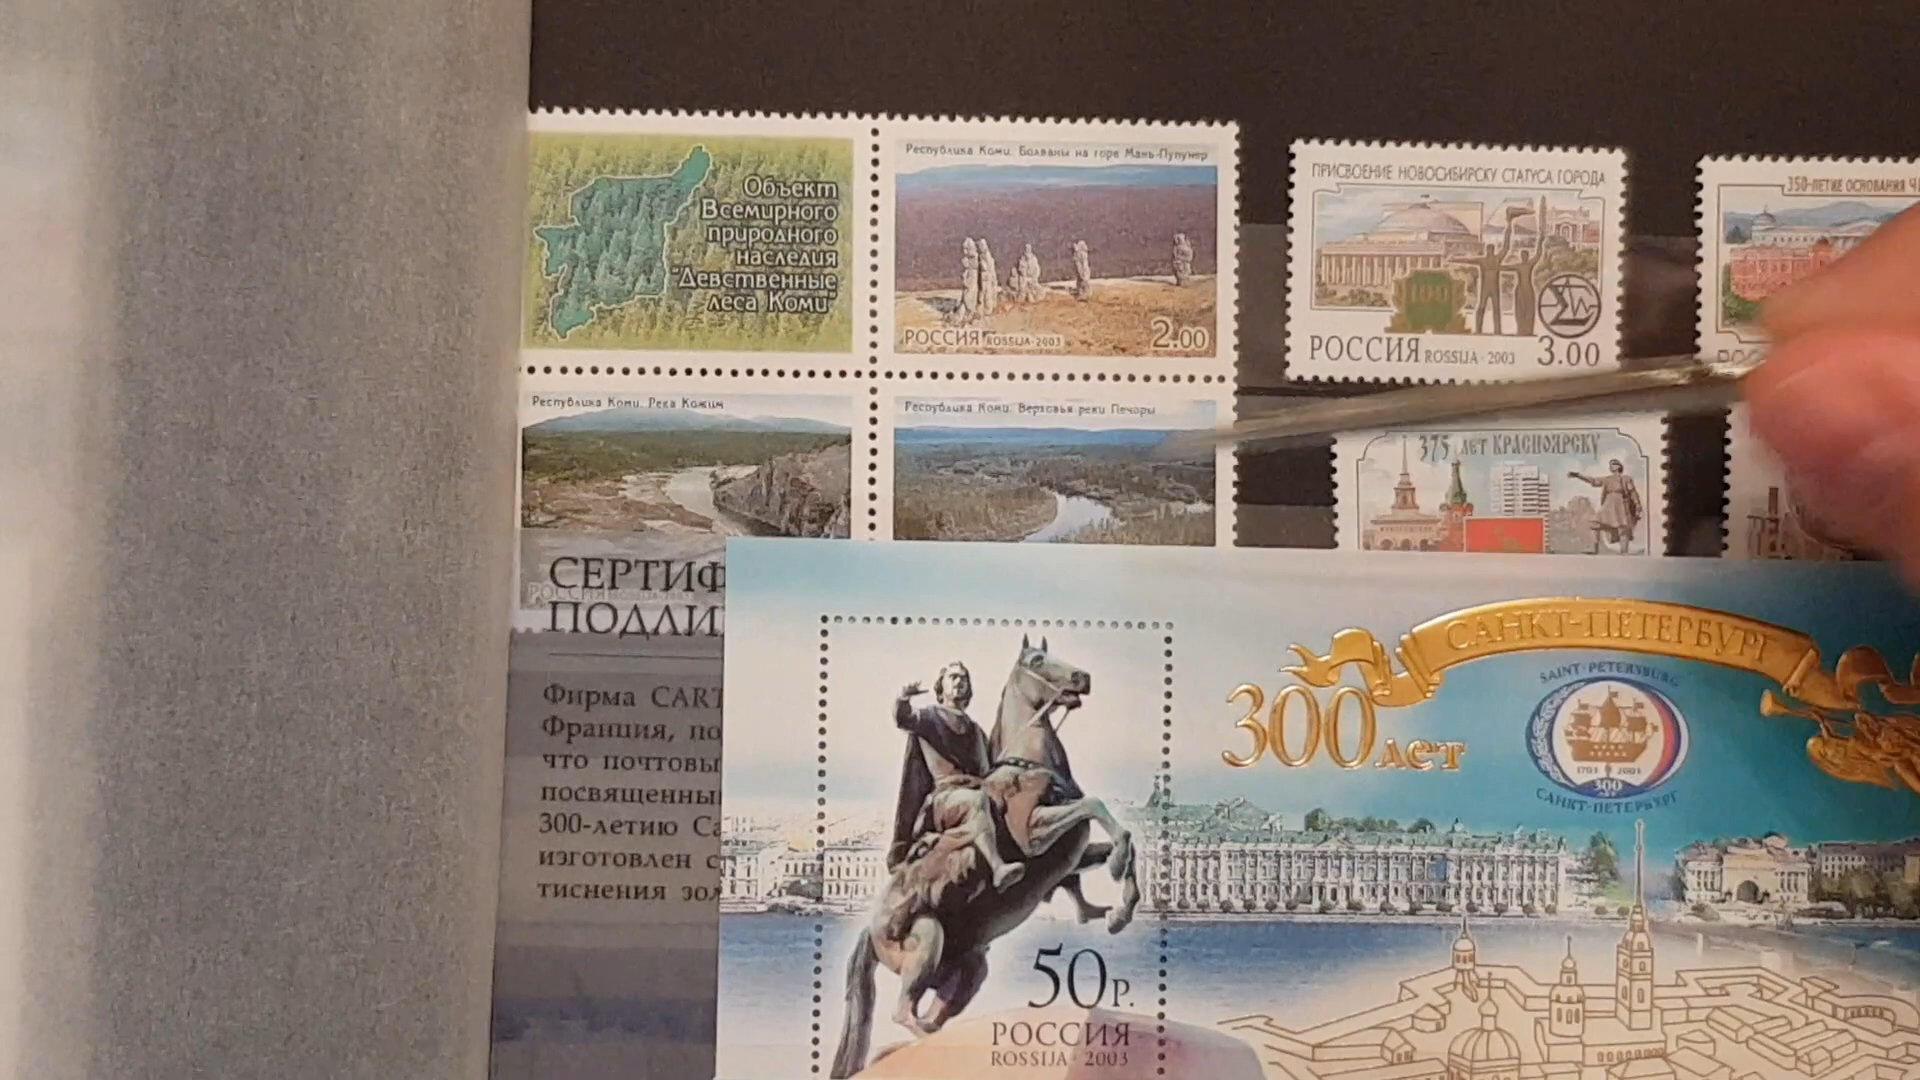 Объект
Всемирного
природного
наследия
"Девственные
леса Коми"
Республика Коми. Болваны на горе Мань-Пупунер
РОССИЯ ROSSIJA·2003 2.00
ПРИСВОЕНИЕ НОВОСИБИРСКУ СТАТУСА ГОРОДА
100
РОССИЯ ROSSIJA·2003 3.00
350-ЛЕТИЕ ОСНОВАНИЯ
Республика Коми. Река Кожим
Республика Коми. Верховья реки Печоры
375 ЛЕТ КРАСНОЯРСКУ
СЕРТИФ
РОССИЯ
ПОДЛИ
Фирма CART
Франция, по
что почтовы
посвященны
300-летию Са
изготовлен с
тиснения зол
САНКТ-ПЕТЕРБУРГ
300 лет
SAINT-PETERSBURG
1703 2003
300
САНКТ-ПЕТЕРБУРГ
50 Р.
РОССИЯ
ROSSIJA·2003